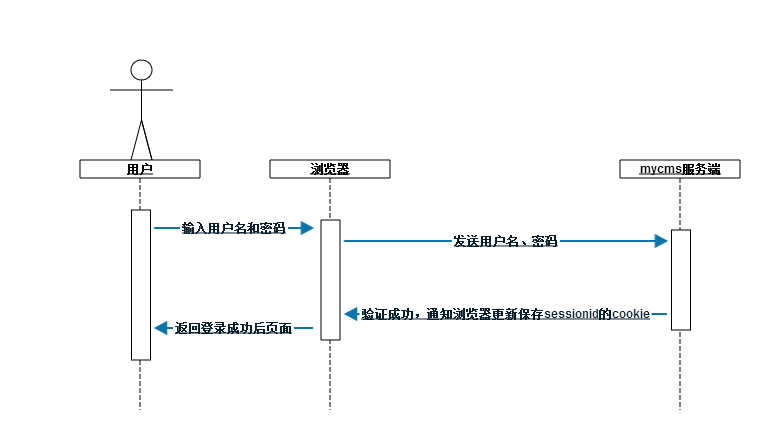 用户
浏览器
mycms服务端
输入用户名和密码
发送用户名、密码
验证成功，通知浏览器更新保存sessionid的cookie
返回登录成功后页面